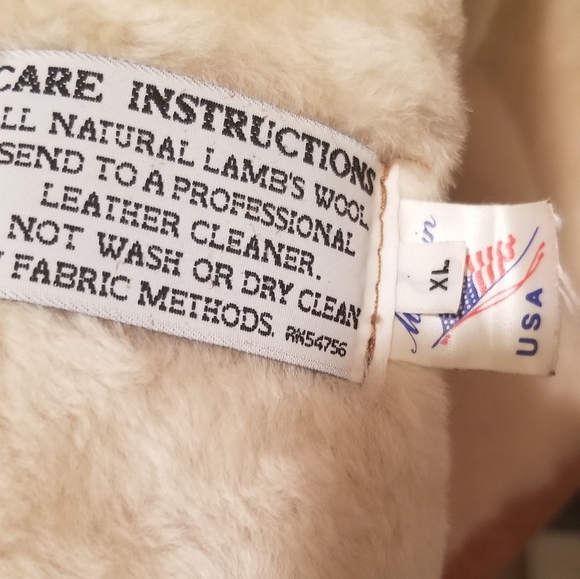 CARE INSTRUCTIONS
LL NATURAL LAMB'S WOOL
SEND TO A PROFESSIONAL
LEATHER CLEANER.
NOT WASH OR DRY CLEAN
FABRIC METHODS.
RN54756
XL
USA